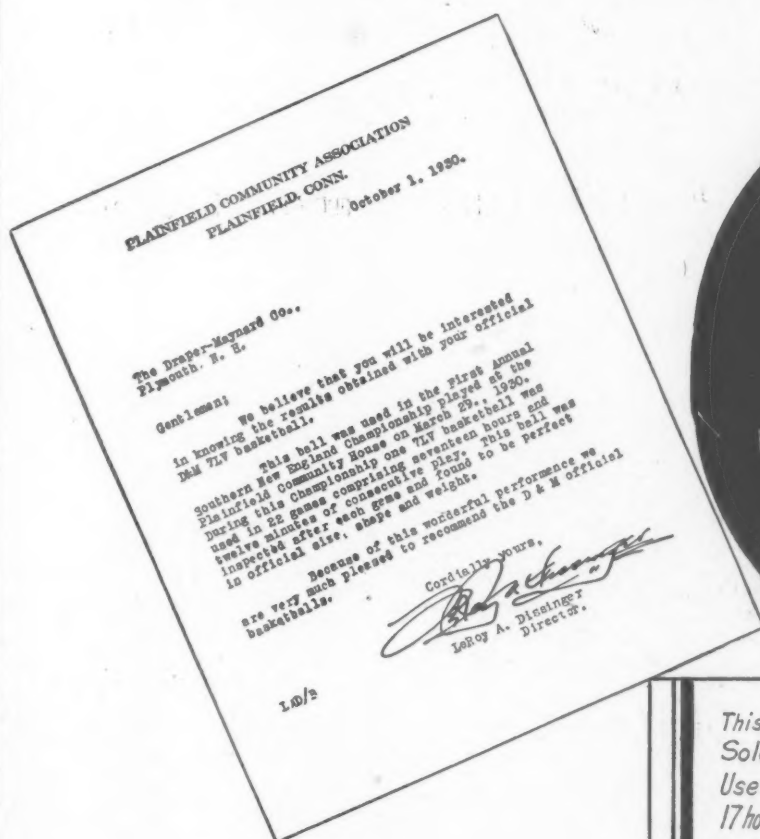 PLAINFIELD COMMUNITY ASSOCIATION
PLAINFIELD, CONN.
October 1, 1930.
The Draper-Maynard Co.,
Plymouth, N. H.
Gentlemen;
We believe that you will be interested
in knowing the results obtained with your official
D&M 7LV basketball.
This ball was used in the First Annual
Southern New England Championship played at the
Plainfield Community House on March 29., 1930.
During this Championship one 7LV basketball was
used in 22 games comprising seventeen hours and
twelve minutes of consecutive play. This ball was
inspected after each game and found to be perfect
in official size, shape and weight.
Because of this wonderful performance we
are very much pleased to recommend the D & M official
basketballs.
Cordially yours,
LeRoy A. Dissinger
LeRoy A. Dissinger
Director.
LAD/B
This
Sol
Use
17 ho